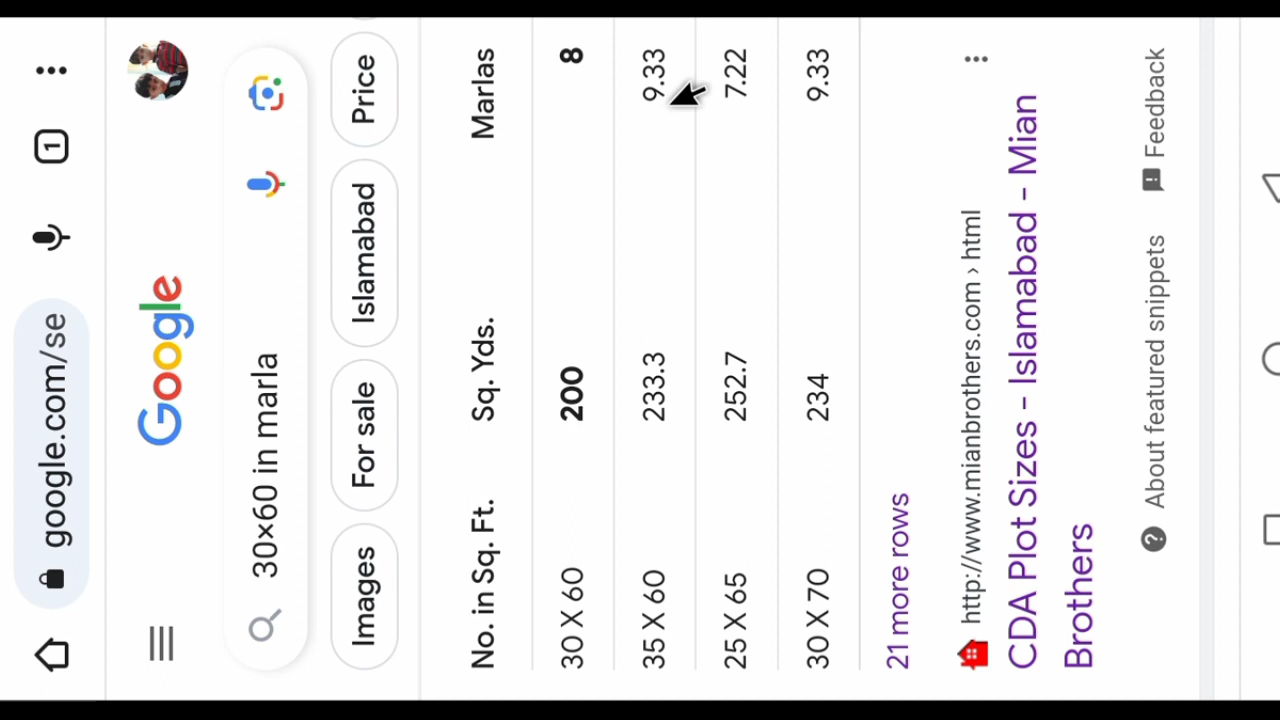 google.com/se
1
Google
30×60 in marla
Images For sale Islamabad Price
No. in Sq. Ft. Sq. Yds. Marlas
30 X 60 200 8
35 X 60 233.3 9.33
25 X 65 252.7 7.22
30 X 70 234 9.33
21 more rows
http://www.mianbrothers.com › html
CDA Plot Sizes - Islamabad - Mian
Brothers
About featured snippets Feedback